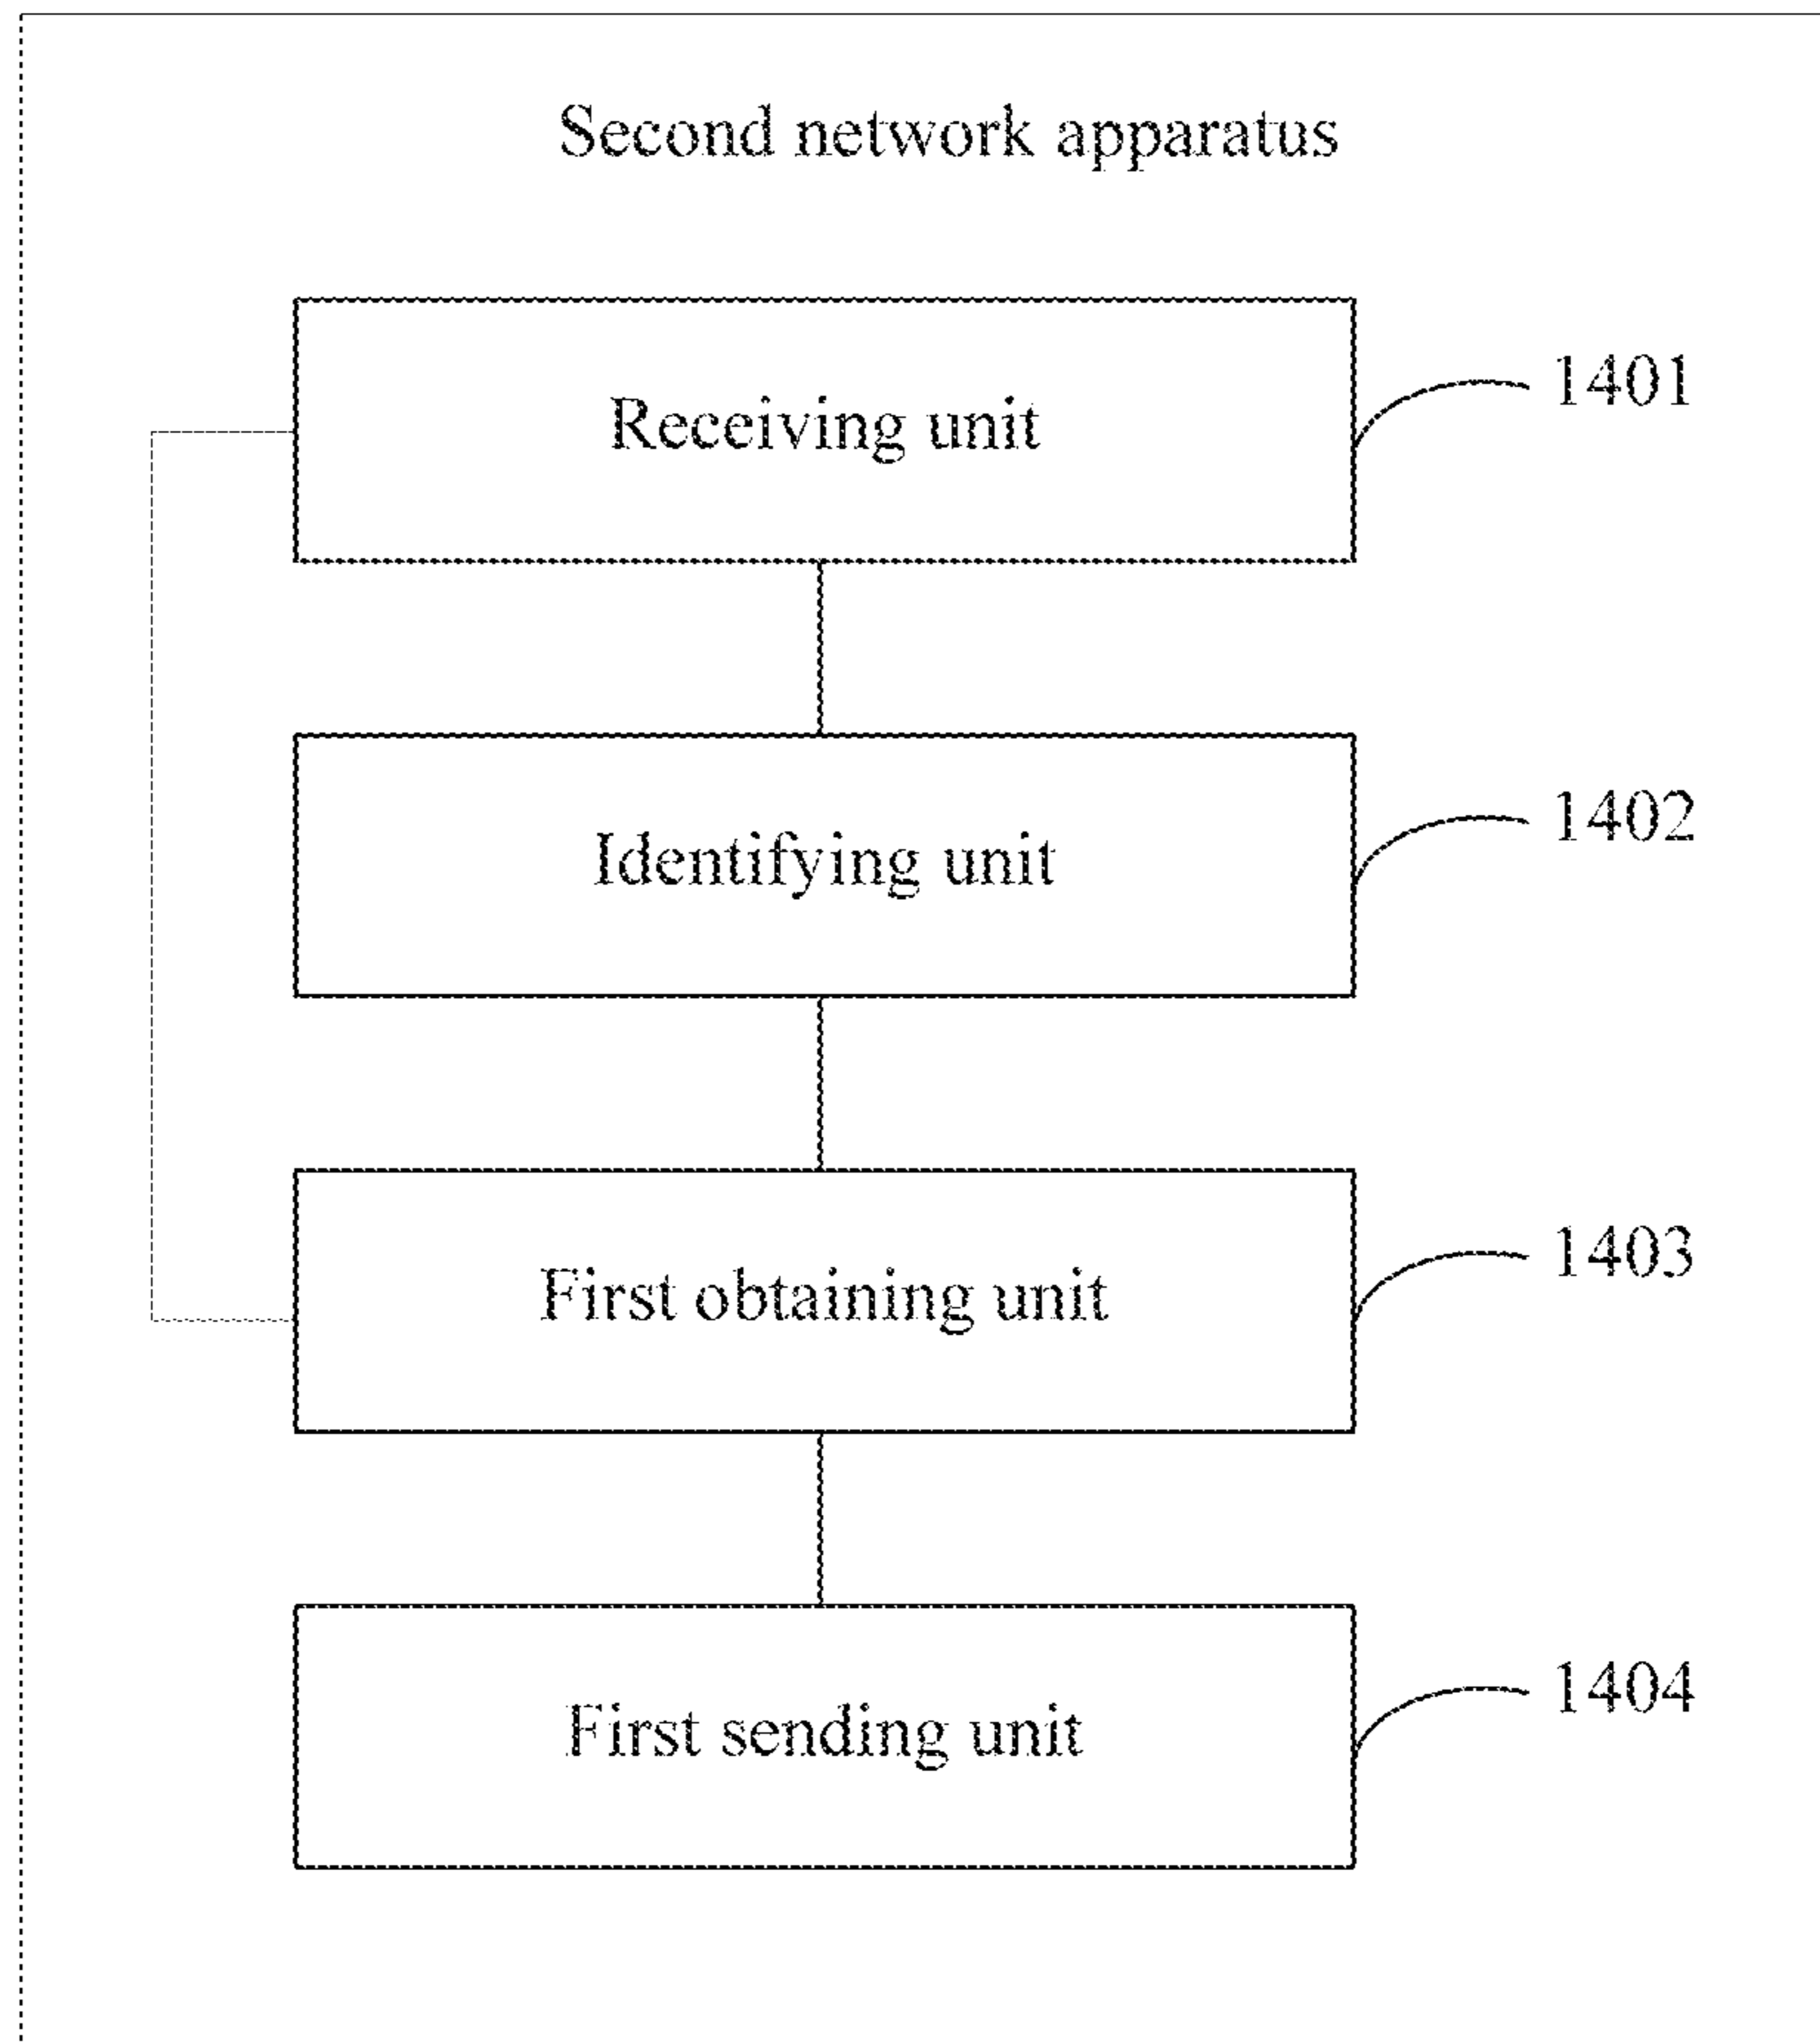 Second network apparatus
Receiving unit
1401
Identifying unit
1402
First obtaining unit
1403
First sending unit
1404